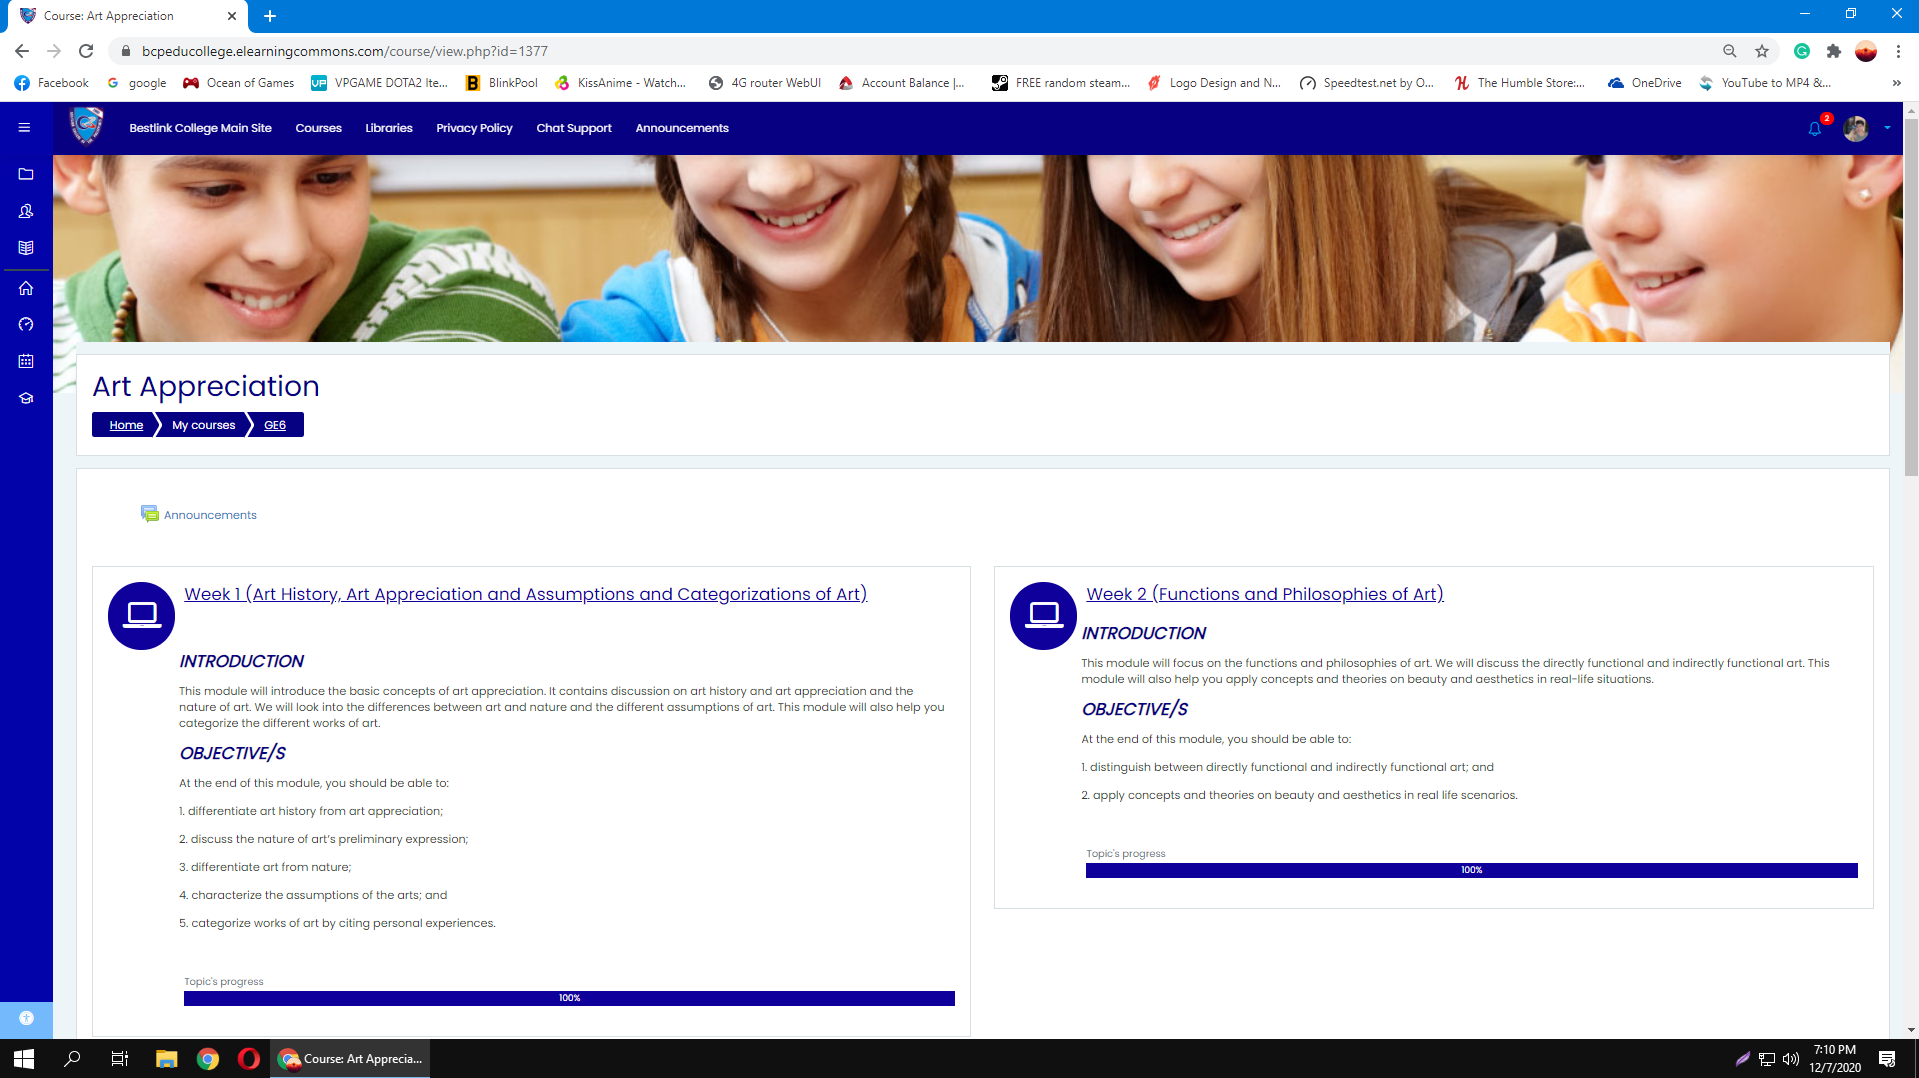 Course: Art Appreciation
bcpeducollege.elearningcommons.com/course/view.php?id=1377
Facebook
google
Ocean of Games
VPGAME DOTA2 Ite...
BlinkPool
KissAnime - Watch...
4G router WebUI
Account Balance |...
FREE random steam...
Logo Design and N...
Speedtest.net by O...
The Humble Store:...
OneDrive
YouTube to MP4 &...
»
Bestlink College Main Site
Courses
Libraries
Privacy Policy
Chat Support
Announcements
2
Art Appreciation
Home
My courses
GE6
Announcements
Week 1 (Art History, Art Appreciation and Assumptions and Categorizations of Art)
INTRODUCTION
This module will introduce the basic concepts of art appreciation. It contains discussion on art history and art appreciation and the
nature of art. We will look into the differences between art and nature and the different assumptions of art. This module will also help you
categorize the different works of art.
OBJECTIVE/S
At the end of this module, you should be able to:
1. differentiate art history from art appreciation;
2. discuss the nature of art's preliminary expression;
3. differentiate art from nature;
4. characterize the assumptions of the arts; and
5. categorize works of art by citing personal experiences.
Topic's progress
100%
Week 2 (Functions and Philosophies of Art)
INTRODUCTION
This module will focus on the functions and philosophies of art. We will discuss the directly functional and indirectly functional art. This
module will also help you apply concepts and theories on beauty and aesthetics in real-life situations.
OBJECTIVE/S
At the end of this module, you should be able to:
1. distinguish between directly functional and indirectly functional art; and
2. apply concepts and theories on beauty and aesthetics in real life scenarios.
Topic's progress
100%
Course: Art Apprecia...
7:10 PM
12/7/2020